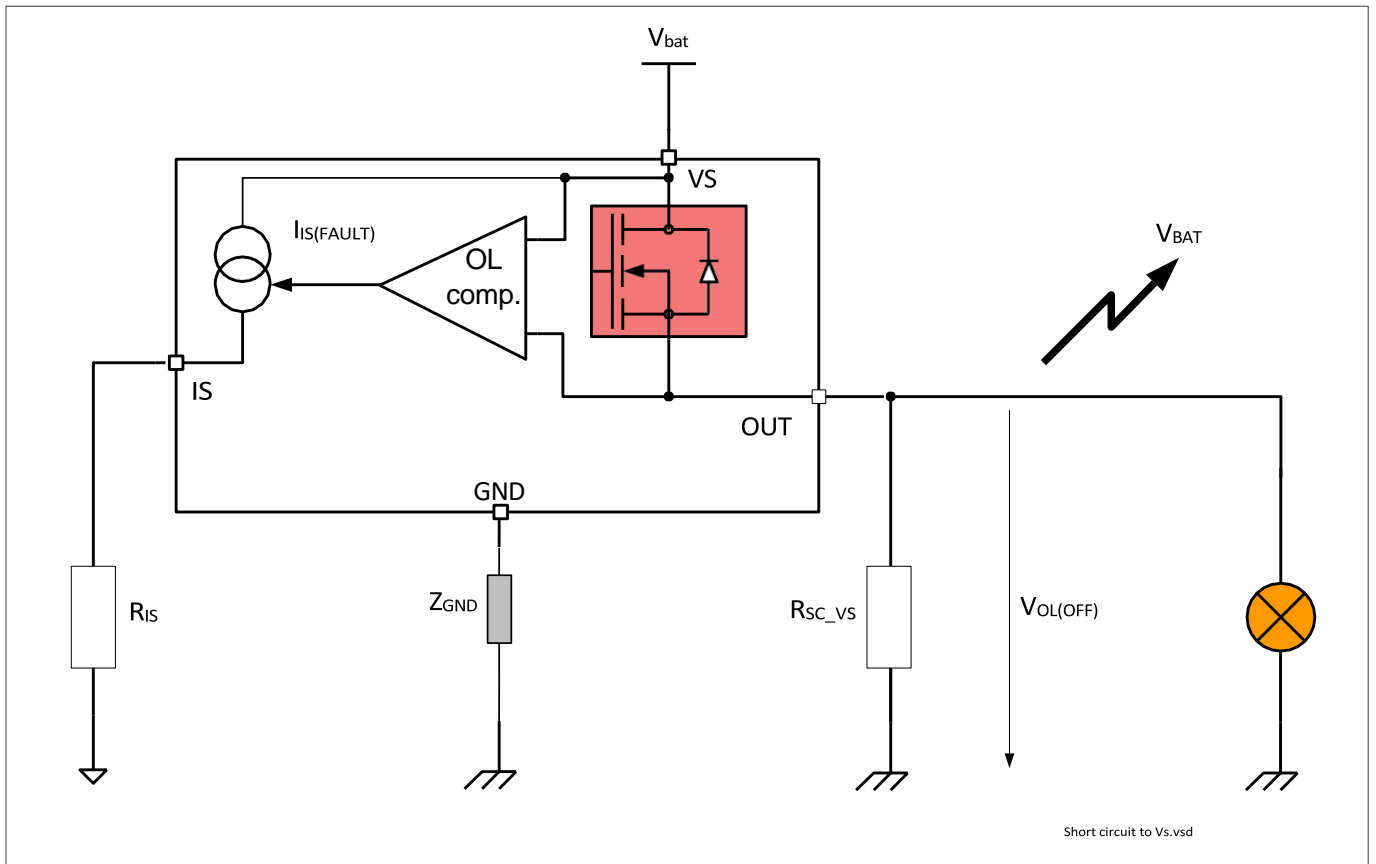 Vbat
VS
IIS(FAULT)
VBAT
OL
comp.
IS
OUT
GND
RIS
ZGND
RSC_VS
VOL(OFF)
Short circuit to Vs.vsd